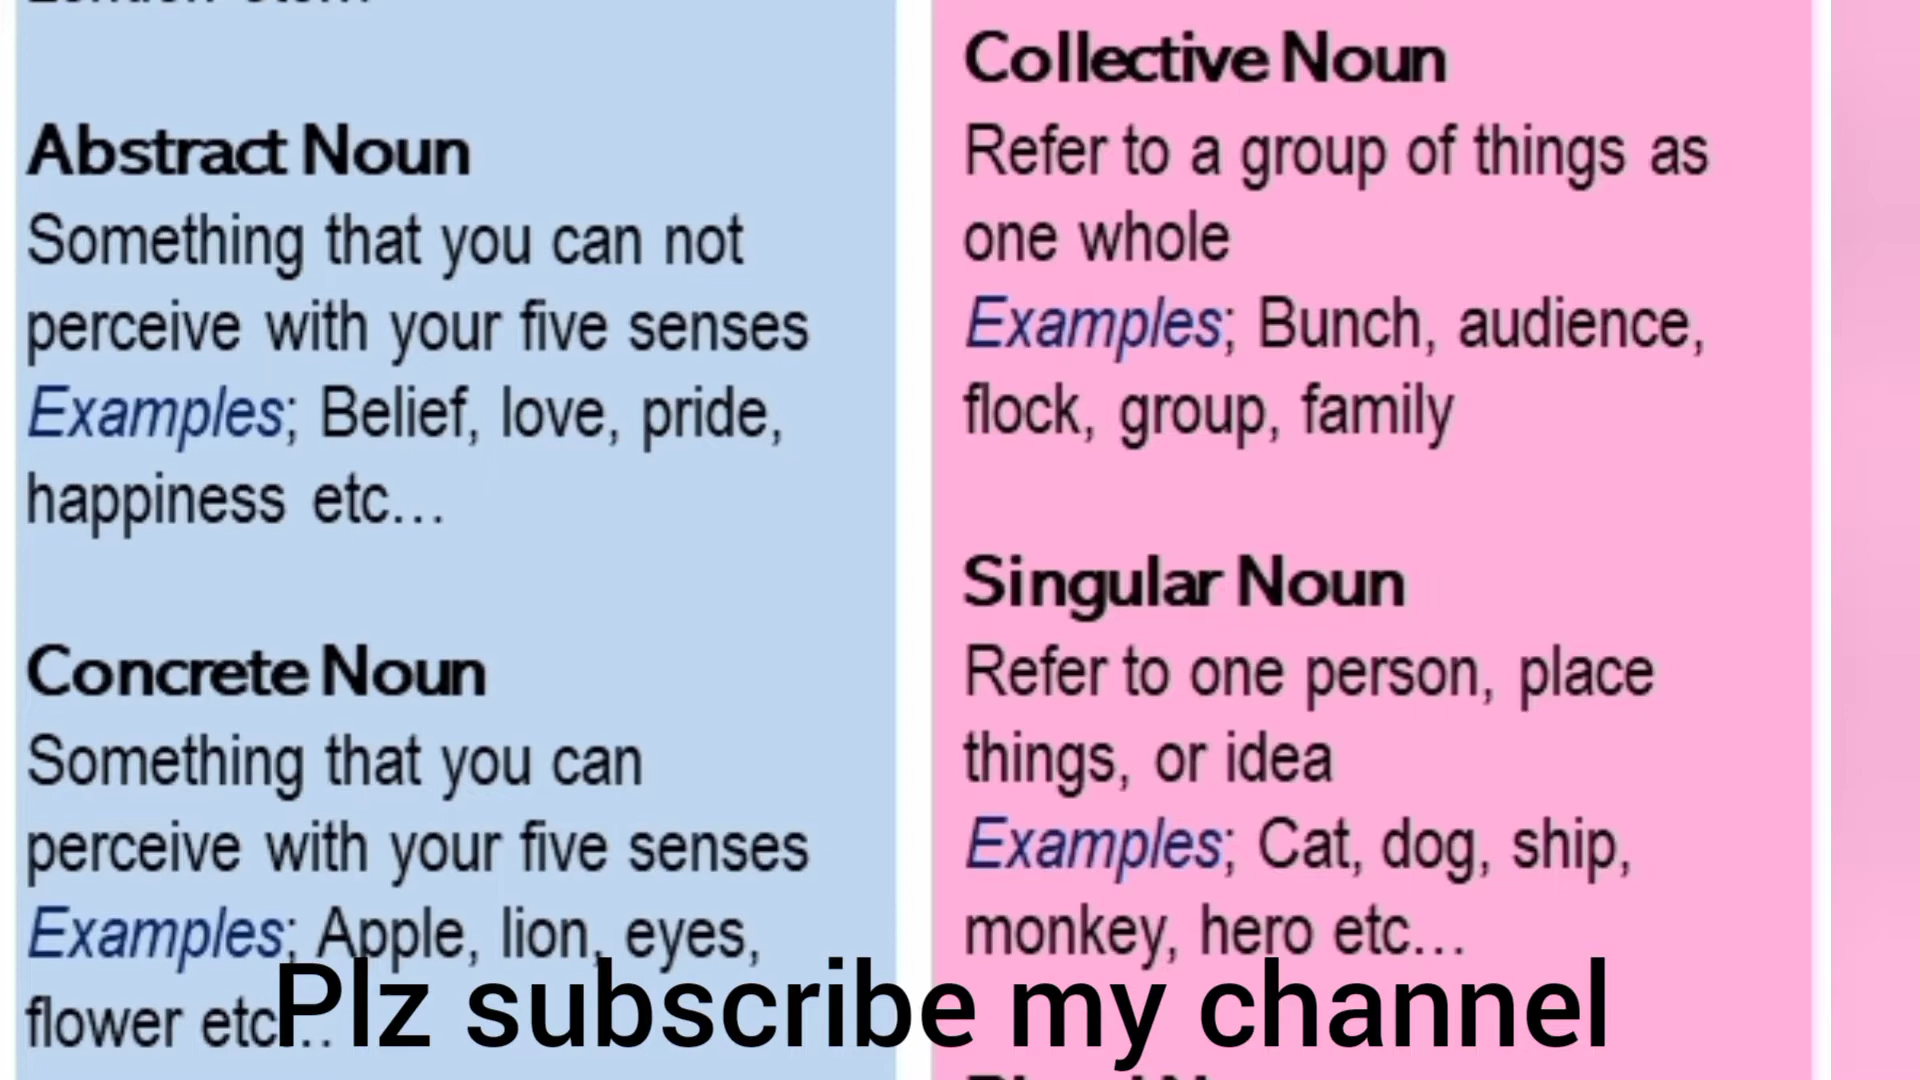 Abstract Noun
Something that you can not
perceive with your five senses
Examples; Belief, love, pride,
happiness etc...
Concrete Noun
Something that you can
perceive with your five senses
Examples; Apple, lion, eyes,
flower etc...
Collective Noun
Refer to a group of things as
one whole
Examples; Bunch, audience,
flock, group, family
Singular Noun
Refer to one person, place
things, or idea
Examples; Cat, dog, ship,
monkey, hero etc...
Plz subscribe my channel